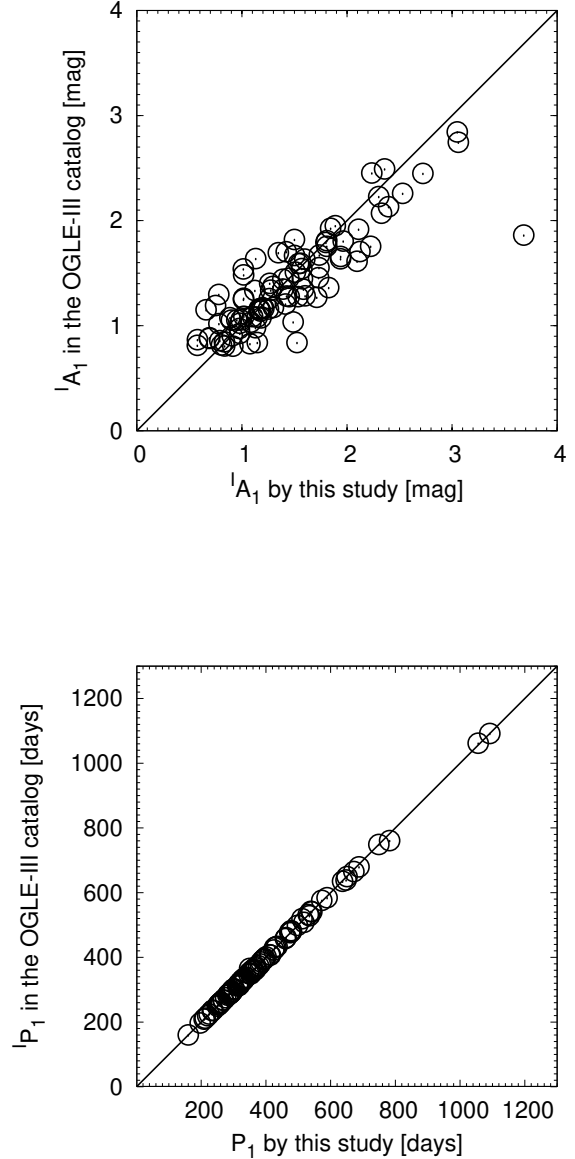 4
3
2
1
0
0 1 2 3 4
ᴵA₁ in the OGLE-III catalog [mag]
ᴵA₁ by this study [mag]
1200
1000
800
600
400
200
0
200 400 600 800 1000 1200
ᴵP₁ in the OGLE-III catalog [days]
P₁ by this study [days]